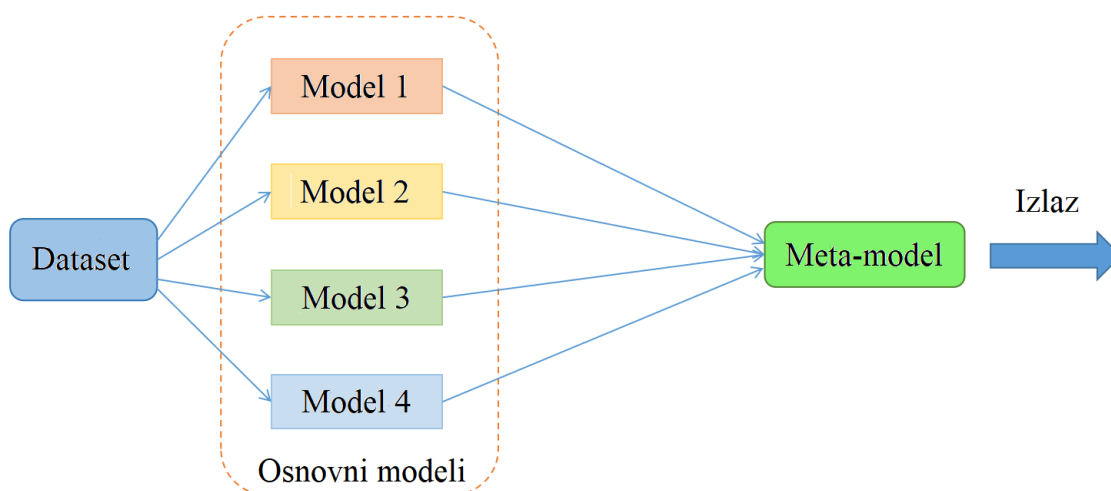 Model 1
Model 2
Izlaz
Dataset
Meta-model
Model 3
Model 4
Osnovni modeli